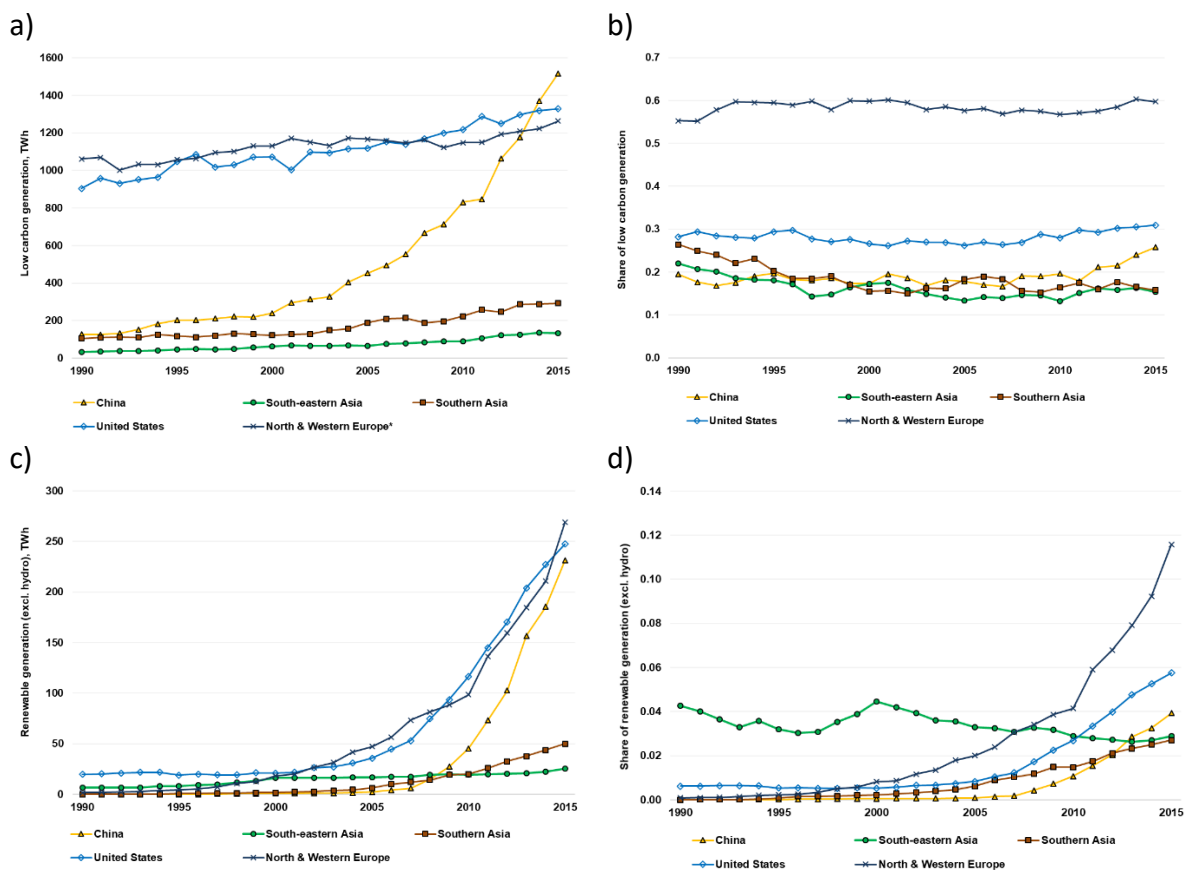 a)
Low carbon generation, TWh
1600
1400
1200
1000
800
600
400
200
0
1990 1995 2000 2005 2010 2015
China South-eastern Asia Southern Asia
United States North & Western Europe*
b)
Share of low carbon generation
0.7
0.6
0.5
0.4
0.3
0.2
0.1
0.0
1990 1995 2000 2005 2010 2015
China South-eastern Asia Southern Asia
United States North & Western Europe
c)
Renewable generation (excl. hydro), TWh
300
250
200
150
100
50
0
1990 1995 2000 2005 2010 2015
China South-eastern Asia Southern Asia
United States North & Western Europe
d)
Share of renewable generation (excl. hydro)
0.14
0.12
0.10
0.08
0.06
0.04
0.02
0.00
1990 1995 2000 2005 2010 2015
China South-eastern Asia Southern Asia
United States North & Western Europe